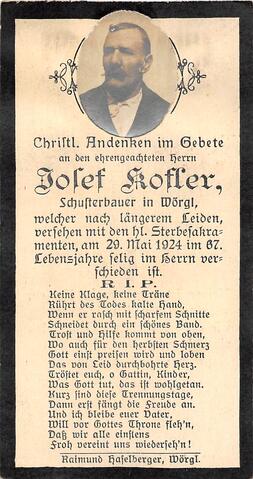 Christl. Andenken im Gebete
an den ehrengeachteten Herrn
Josef Kofler,
Schusterbauer in Wörgl,
welcher nach längerem Leiden,
versehen mit den hl. Sterbesakra-
menten, am 29. Mai 1924 im 67.
Lebensjahre selig im Herrn ver-
schieden ist.
R. I. P.
Keine Klage, keine Träne
Rührt des Todes kalte Hand,
Wenn er rasch mit scharfem Schnitte
Schneidet durch ein schönes Band.
Trost und Hilfe kommt von oben,
Wo auch für den herbsten Schmerz
Gott einst preisen wird und loben
Das von Leid durchbohrte Herz.
Tröstet euch, o Gattin, Kinder,
Was Gott tut, das ist wohlgetan.
Kurz sind diese Trennungstage,
Dann erst fängt die Freude an.
Und ich bleibe euer Vater,
Will vor Gottes Throne fleh'n,
Daß wir alle einstens
Froh vereint uns wiederseh'n!
Raimund Haselberger, Wörgl.